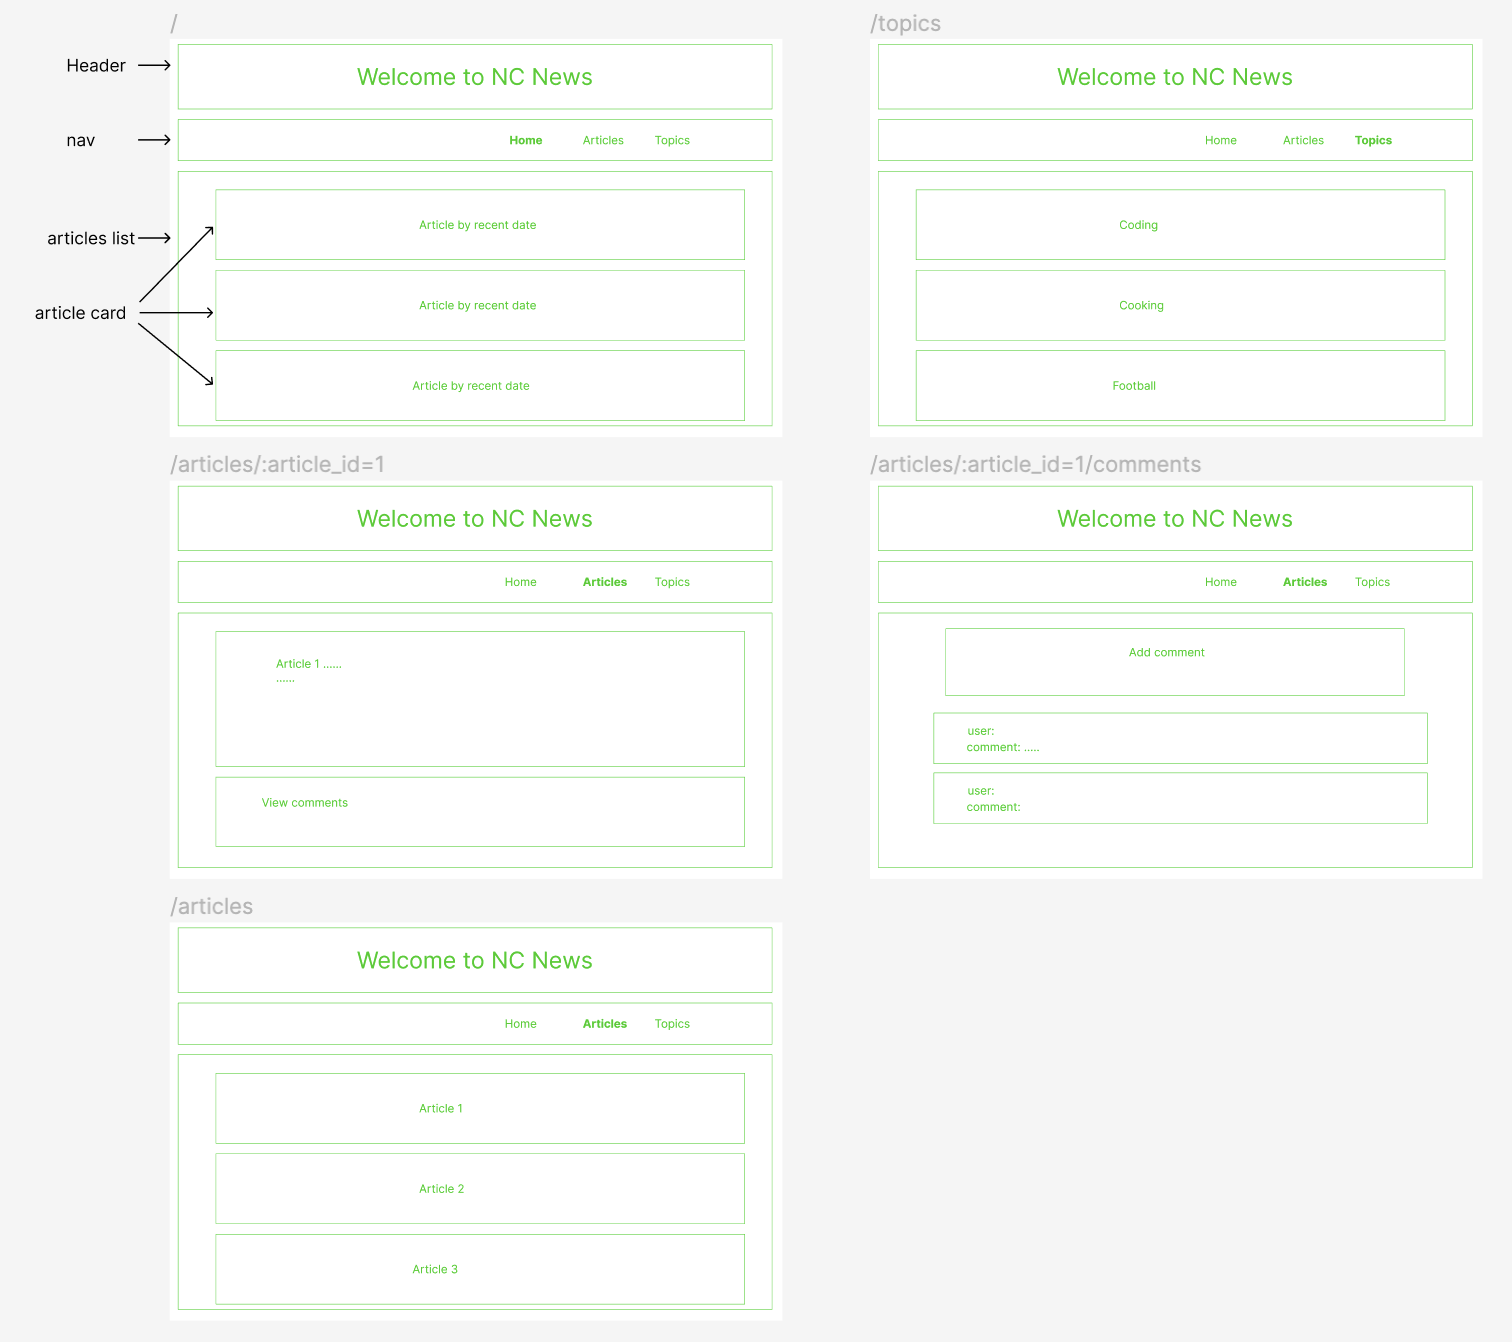 /
Header
Welcome to NC News
nav
Home Articles Topics
articles list
article card
Article by recent date
Article by recent date
Article by recent date
/topics
Welcome to NC News
Home Articles Topics
Coding
Cooking
Football
/articles/:article_id=1
Welcome to NC News
Home Articles Topics
Article 1 ......
......
View comments
/articles/:article_id=1/comments
Welcome to NC News
Home Articles Topics
Add comment
user:
comment: .....
user:
comment:
/articles
Welcome to NC News
Home Articles Topics
Article 1
Article 2
Article 3